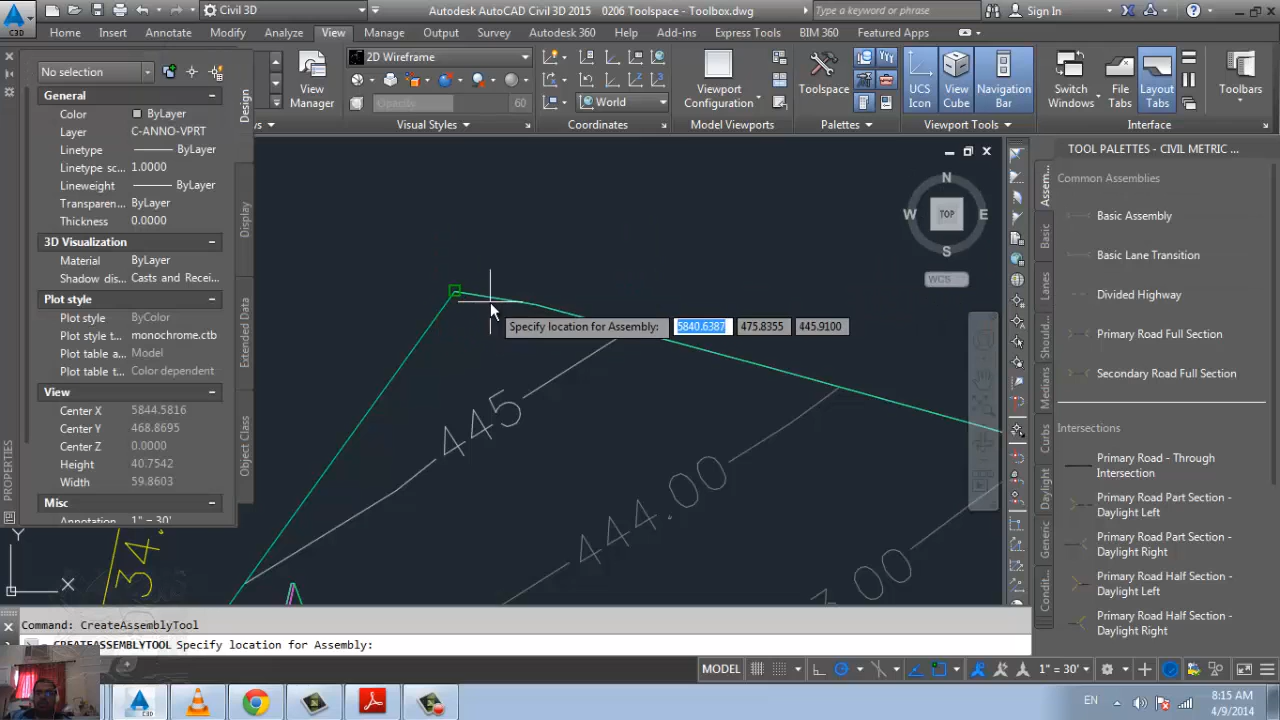 Civil 3D
Autodesk AutoCAD Civil 3D 2015 0206 Toolspace - Toolbox.dwg
Type a keyword or phrase
Sign In
C3D
Home Insert Annotate Modify Analyze View Manage Output Survey Autodesk 360 Help Add-ins Express Tools BIM 360 Featured Apps
2D Wireframe
Opacity 60
World
View Manager
Viewport Configuration
Toolspace
UCS Icon
View Cube
Navigation Bar
Switch Windows
File Tabs
Layout Tabs
Toolbars
Visual Styles
Coordinates
Model Viewports
Palettes
Viewport Tools
Interface
No selection
General
Color ByLayer
Layer C-ANNO-VPRT
Linetype ByLayer
Linetype sc... 1.0000
Lineweight ByLayer
Transparen... ByLayer
Thickness 0.0000
3D Visualization
Material ByLayer
Shadow dis... Casts and Recei...
Plot style
Plot style ByColor
Plot style t... monochrome.ctb
Plot table a... Model
Plot table t... Color dependent
View
Center X 5844.5816
Center Y 468.8695
Center Z 0.0000
Height 40.7542
Width 59.8603
Misc
Annotation 1" = 30'
PROPERTIES
Design
Display
Extended Data
Object Class
N
W TOP E
S
WCS
Specify location for Assembly: 5840.6387 475.8355 445.9100
445
444.00
3.00
34.
Y
X
TOOL PALETTES - CIVIL METRIC ...
Common Assemblies
Basic Assembly
Basic Lane Transition
Divided Highway
Primary Road Full Section
Secondary Road Full Section
Intersections
Primary Road - Through Intersection
Primary Road Part Section - Daylight Left
Primary Road Part Section - Daylight Right
Primary Road Half Section - Daylight Left
Primary Road Half Section - Daylight Right
Assem...
Basic
Lanes
Should...
Medians
Curbs
Daylight
Generic
Condit...
Command: CreateAssemblyTool
CREATEASSEMBLYTOOL Specify location for Assembly:
MODEL
1" = 30'
EN
8:15 AM
4/9/2014